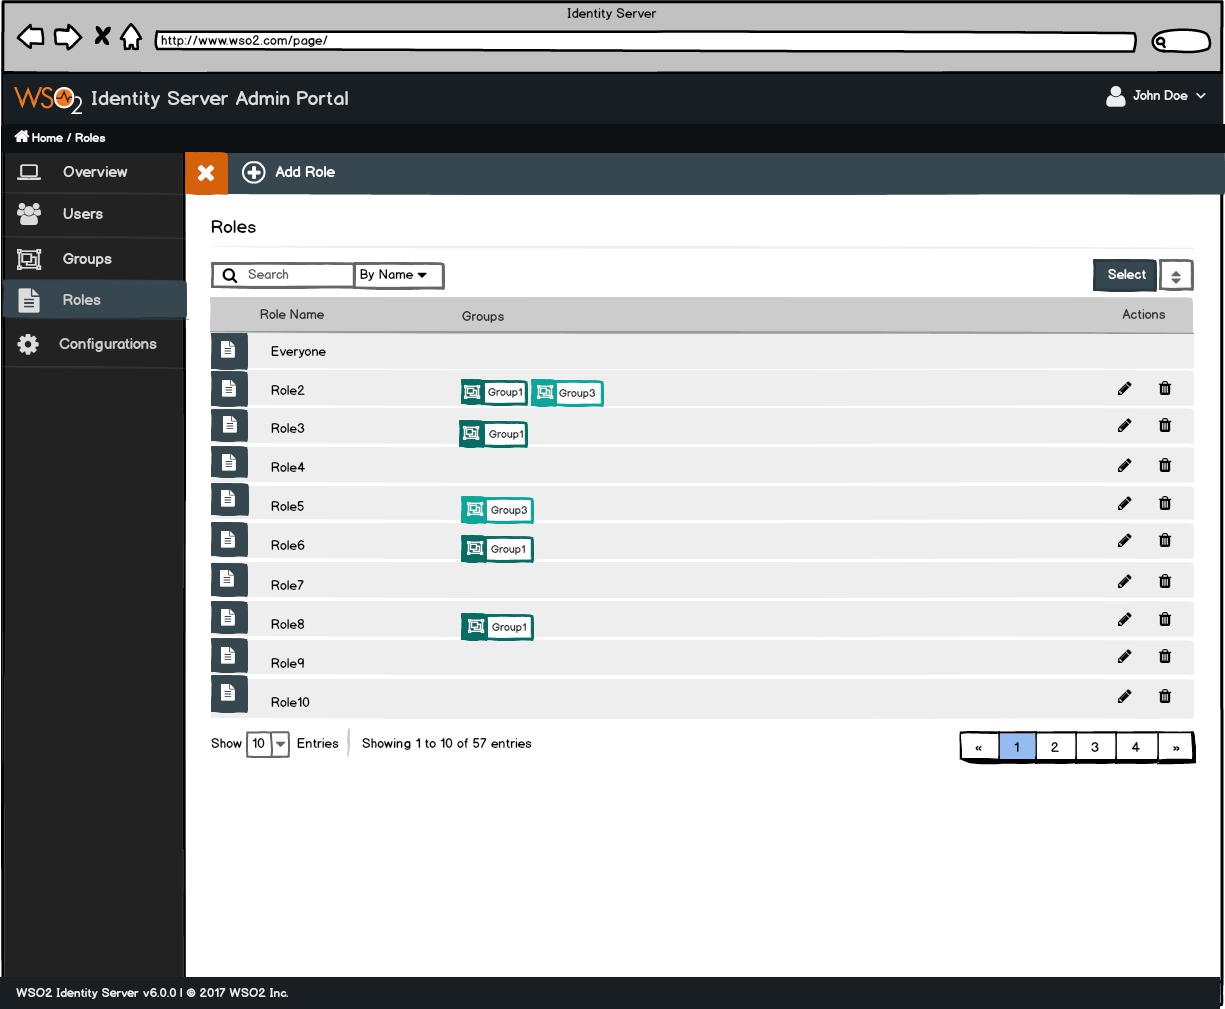 Identity Server
http://www.wso2.com/page/
WSO2 Identity Server Admin Portal
John Doe
Home / Roles
Overview
Users
Groups
Roles
Configurations
Add Role
Roles
Search
By Name
Select
Role Name Groups Actions
Everyone
Role2 Group1 Group3
Role3 Group1
Role4
Role5 Group3
Role6 Group1
Role7
Role8 Group1
Role9
Role10
Show 10 Entries Showing 1 to 10 of 57 entries
« 1 2 3 4 »
WSO2 Identity Server v6.0.0 | © 2017 WSO2 Inc.